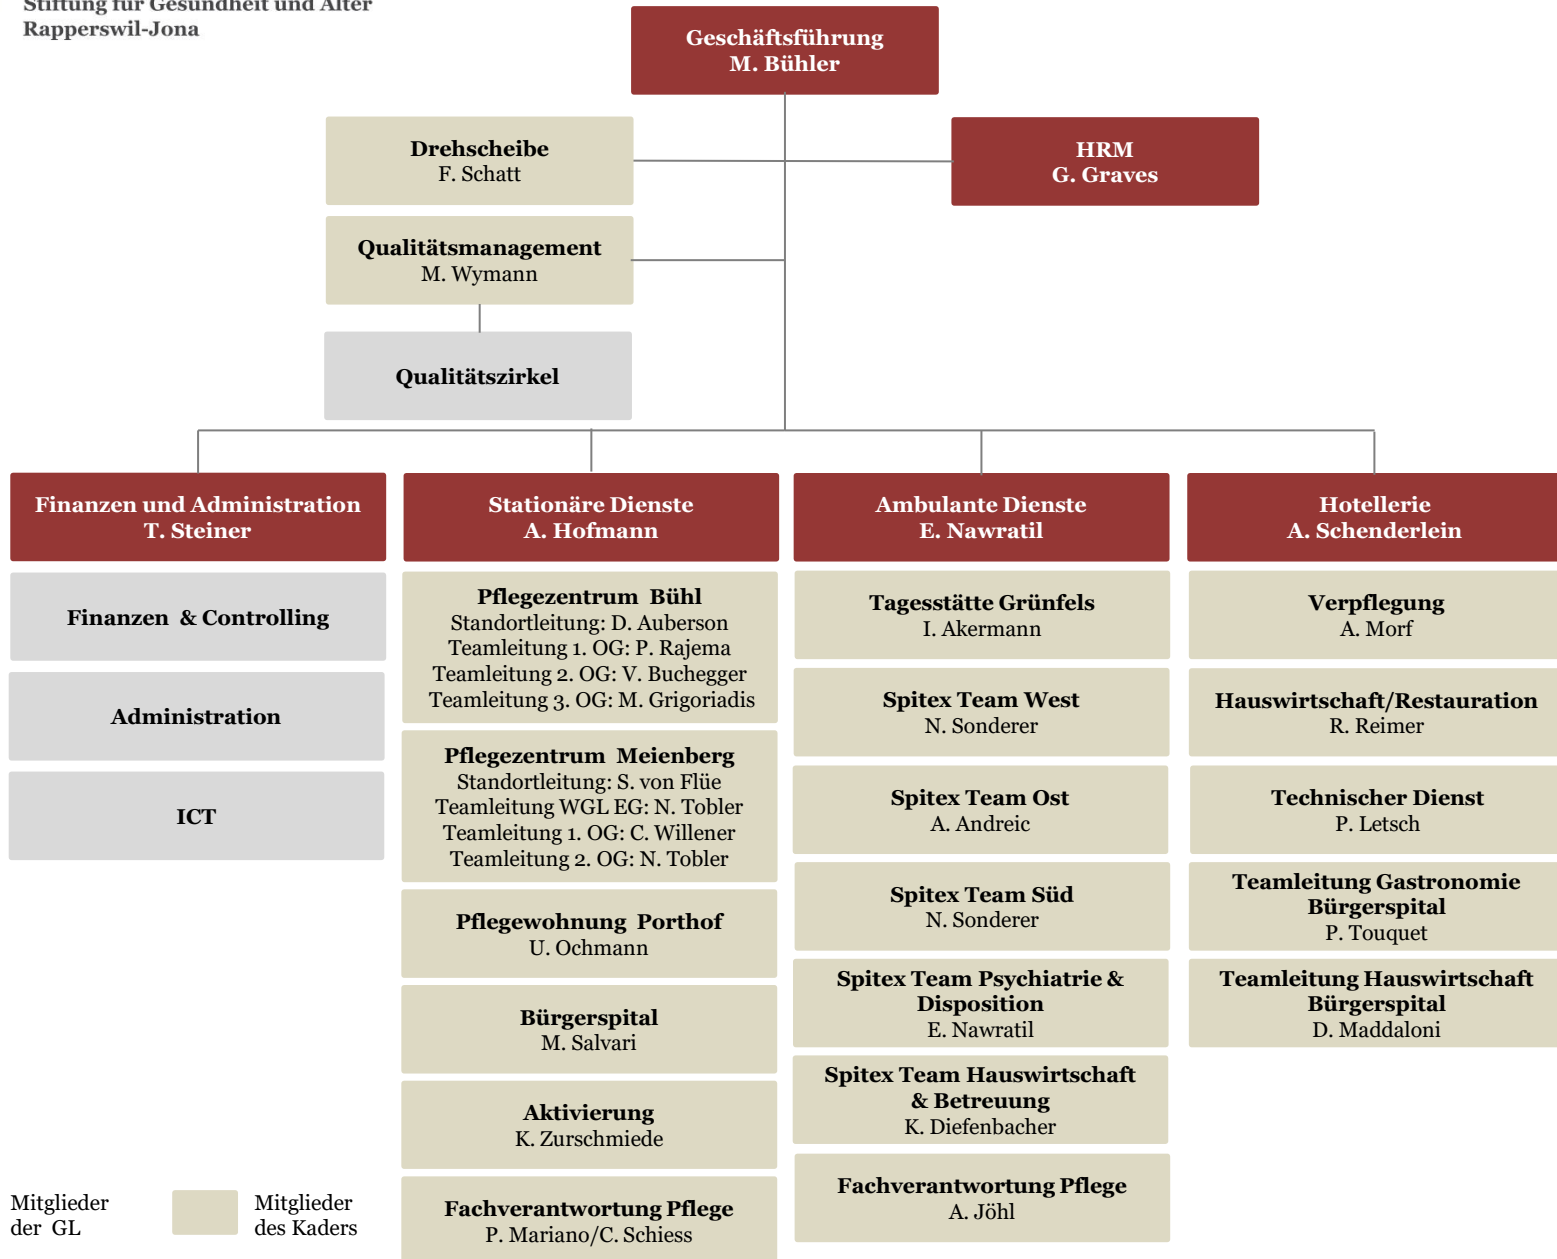 Stiftung für Gesundheit und Alter
Rapperswil-Jona
Geschäftsführung
M. Bühler
Drehscheibe
F. Schatt
HRM
G. Graves
Qualitätsmanagement
M. Wymann
Qualitätszirkel
Finanzen und Administration
T. Steiner
Finanzen & Controlling
Administration
ICT
Stationäre Dienste
A. Hofmann
Pflegezentrum Bühl
Standortleitung: D. Auberson
Teamleitung 1. OG: P. Rajema
Teamleitung 2. OG: V. Buchegger
Teamleitung 3. OG: M. Grigoriadis
Pflegezentrum Meienberg
Standortleitung: S. von Flüe
Teamleitung WGL EG: N. Tobler
Teamleitung 1. OG: C. Willener
Teamleitung 2. OG: N. Tobler
Pflegewohnung Porthof
U. Ochmann
Bürgerspital
M. Salvari
Aktivierung
K. Zurschmiede
Fachverantwortung Pflege
P. Mariano/C. Schiess
Ambulante Dienste
E. Nawratil
Tagesstätte Grünfels
I. Akermann
Spitex Team West
N. Sonderer
Spitex Team Ost
A. Andreic
Spitex Team Süd
N. Sonderer
Spitex Team Psychiatrie &
Disposition
E. Nawratil
Spitex Team Hauswirtschaft
& Betreuung
K. Diefenbacher
Fachverantwortung Pflege
A. Jöhl
Hotellerie
A. Schenderlein
Verpflegung
A. Morf
Hauswirtschaft/Restauration
R. Reimer
Technischer Dienst
P. Letsch
Teamleitung Gastronomie
Bürgerspital
P. Touquet
Teamleitung Hauswirtschaft
Bürgerspital
D. Maddaloni
Mitglieder
der GL
Mitglieder
des Kaders